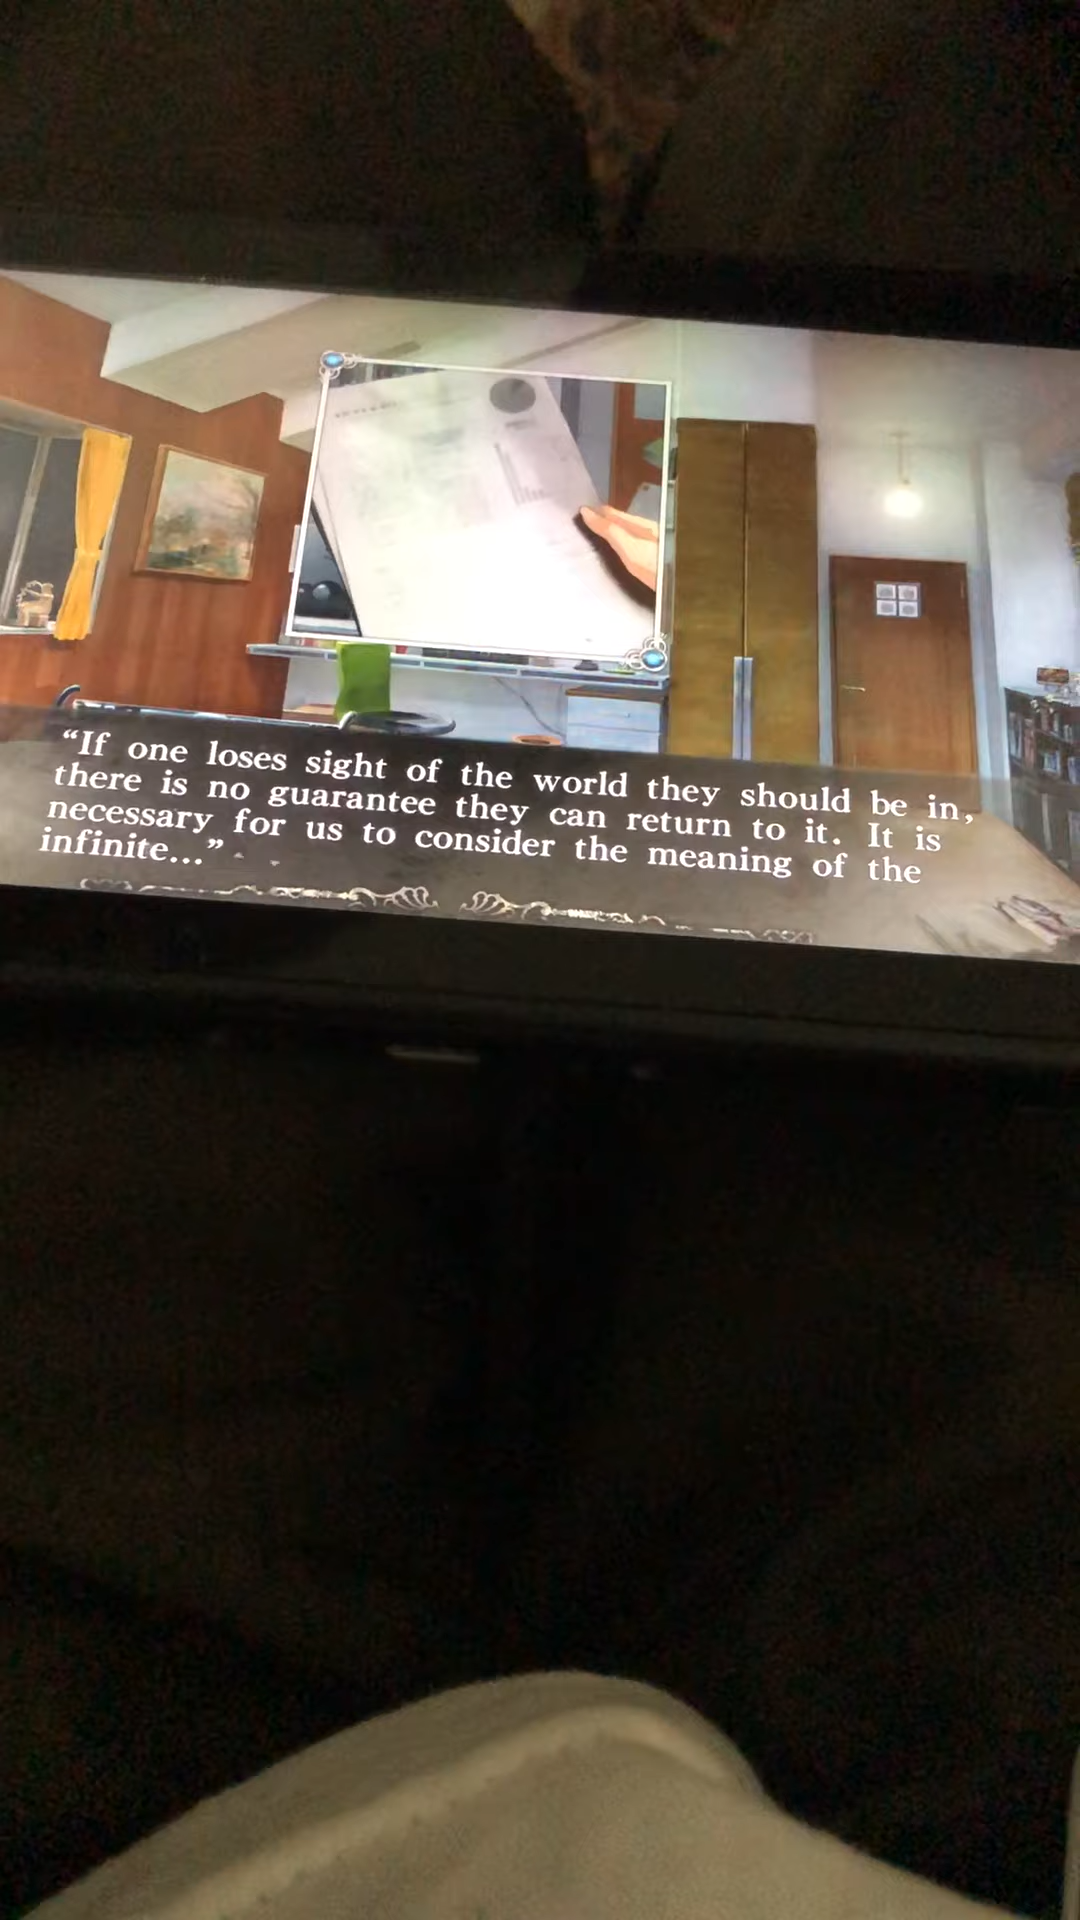 “If one loses sight of the world they should be in,
there is no guarantee they can return to it. It is
necessary for us to consider the meaning of the
infinite...”